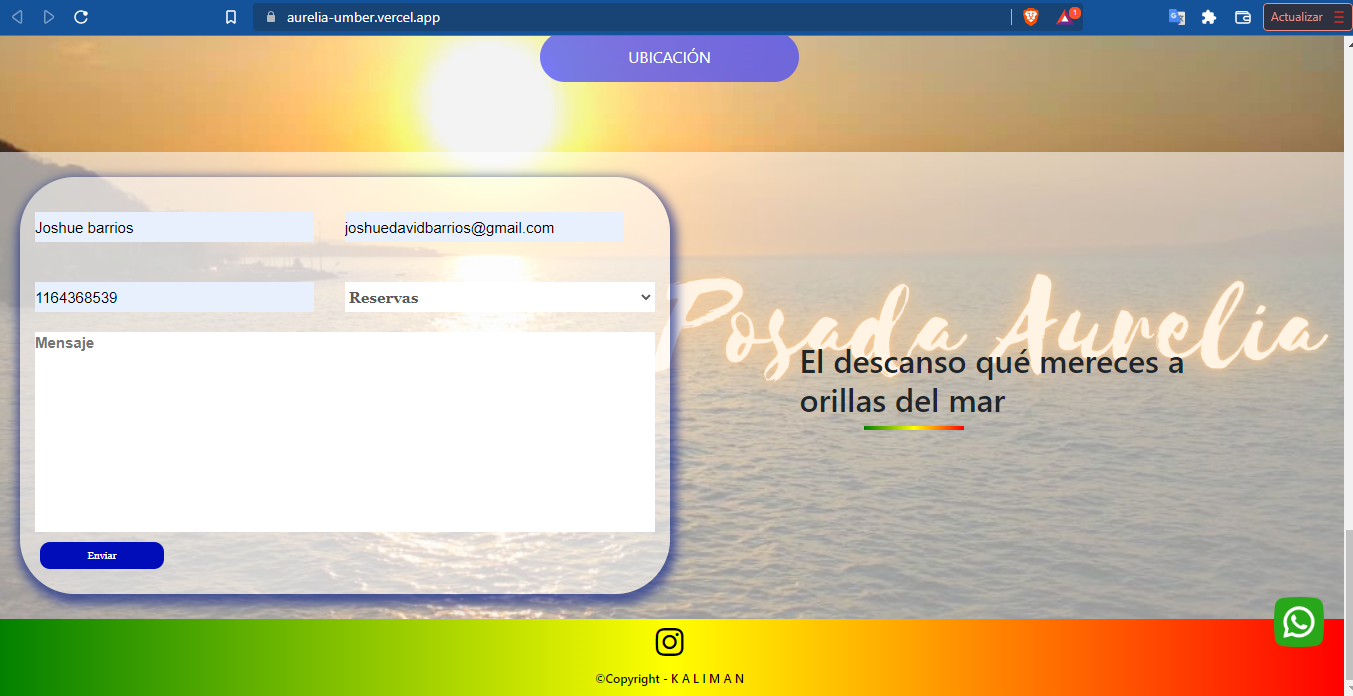 aurelia-umber.vercel.app
1
Actualizar
UBICACIÓN
Joshue barrios
joshuedavidbarrios@gmail.com
1164368539
Reservas
Mensaje
Enviar
Posada Aurelia
El descanso qué mereces a
orillas del mar
©Copyright - K A L I M A N